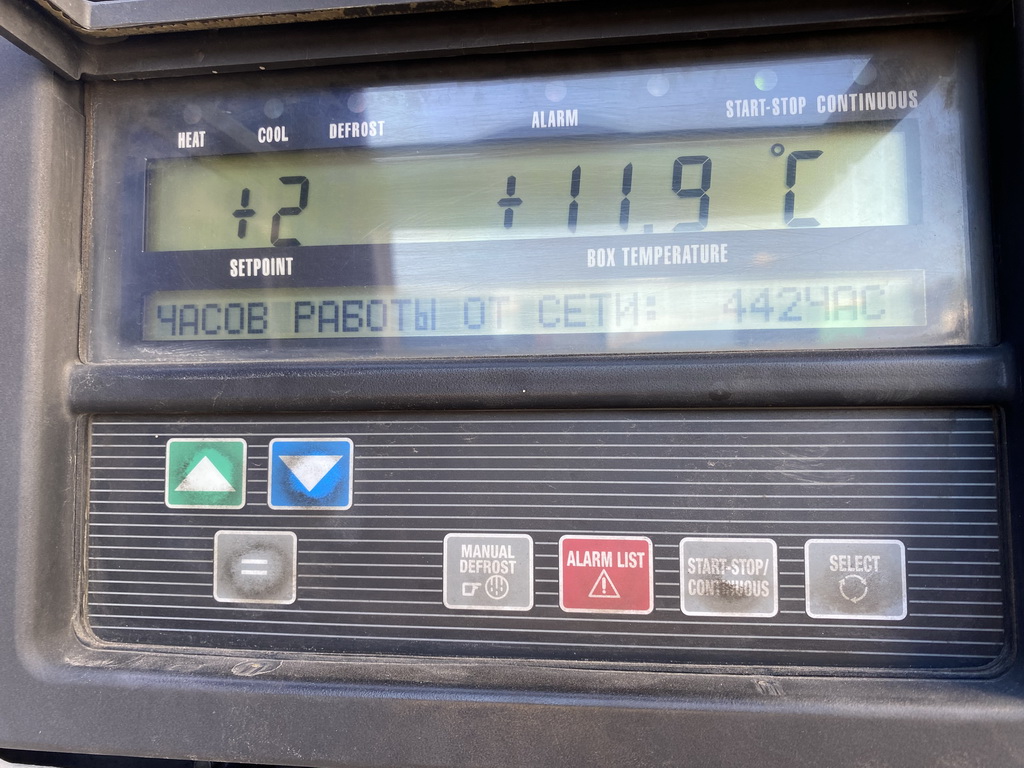 HEAT COOL DEFROST ALARM START-STOP CONTINUOUS
+2 +11.9 °C
SETPOINT BOX TEMPERATURE
ЧАСОВ РАБОТЫ ОТ СЕТИ: 442ЧАС
MANUAL
DEFROST
ALARM LIST
START-STOP/
CONTINUOUS
SELECT